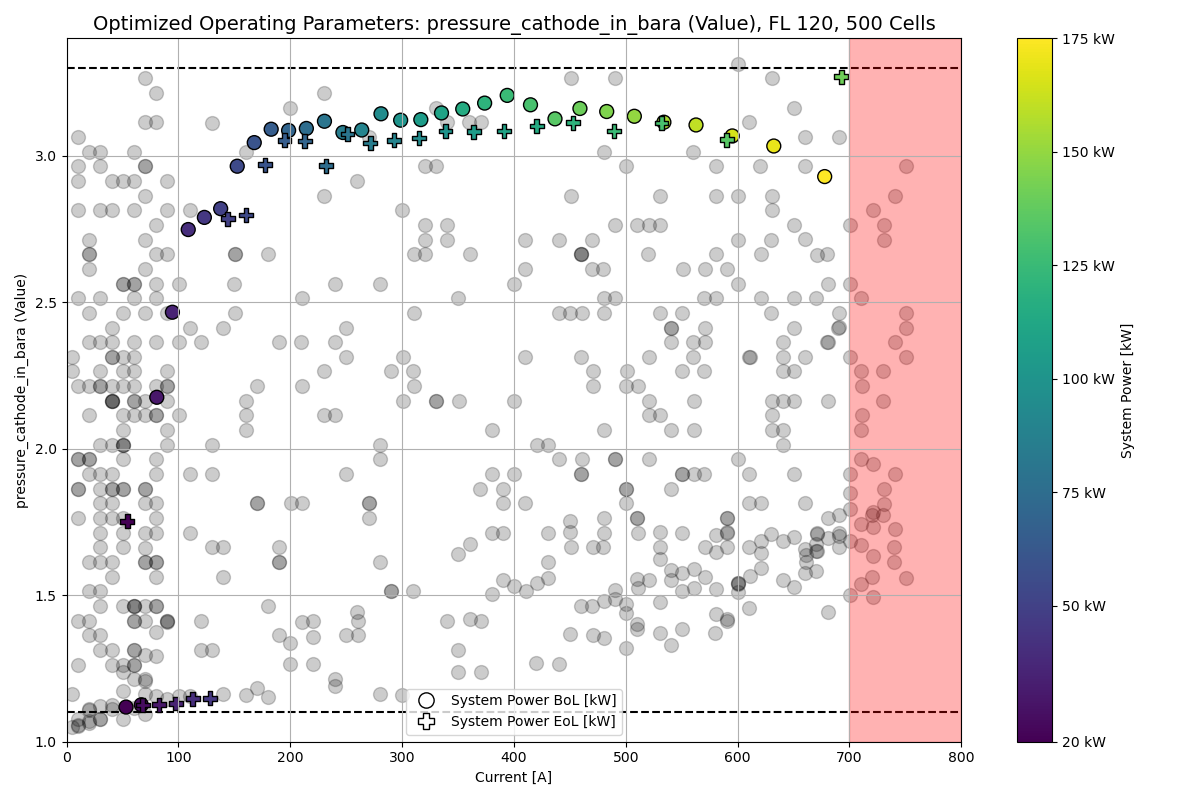 Optimized Operating Parameters: pressure_cathode_in_bara (Value), FL 120, 500 Cells
pressure_cathode_in_bara (Value)
3.0
2.5
2.0
1.5
1.0
0
100
200
300
400
500
600
700
800
Current [A]
System Power BoL [kW]
System Power EoL [kW]
175 kW
150 kW
125 kW
100 kW
75 kW
50 kW
20 kW
System Power [kW]